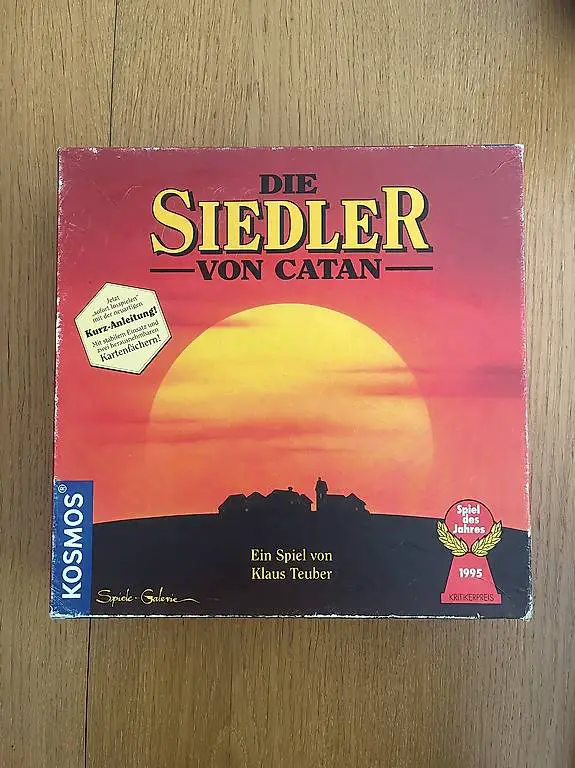 DIE
SIEDLER
VON CATAN
Jetzt
„sofort losspielen"
mit der neuartigen
Kurz-Anleitung!
Mit stabilem Einsatz und
zwei herausnehmbaren
Kartenfächern!
KOSMOS®
Ein Spiel von
Klaus Teuber
Spiele-Galerie
Spiel
des
Jahres
1995
KRITIKERPREIS